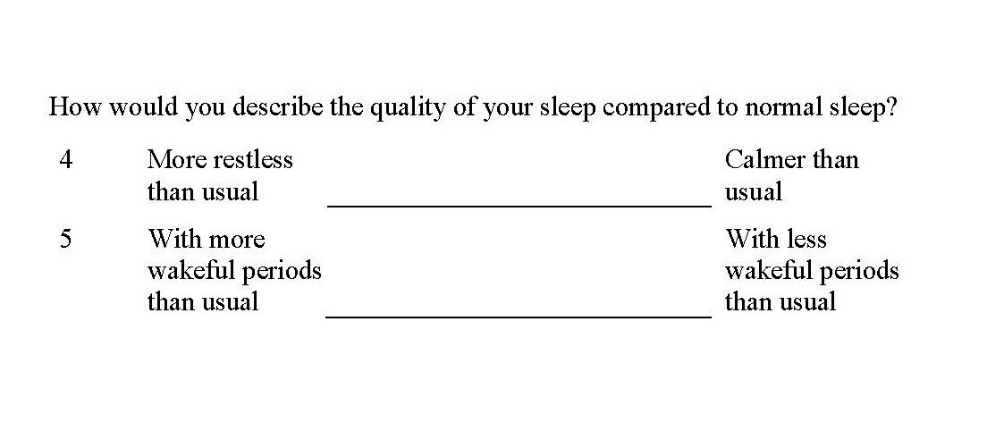 How would you describe the quality of your sleep compared to normal sleep?
4 More restless Calmer than
than usual usual
5 With more With less
wakeful periods wakeful periods
than usual than usual